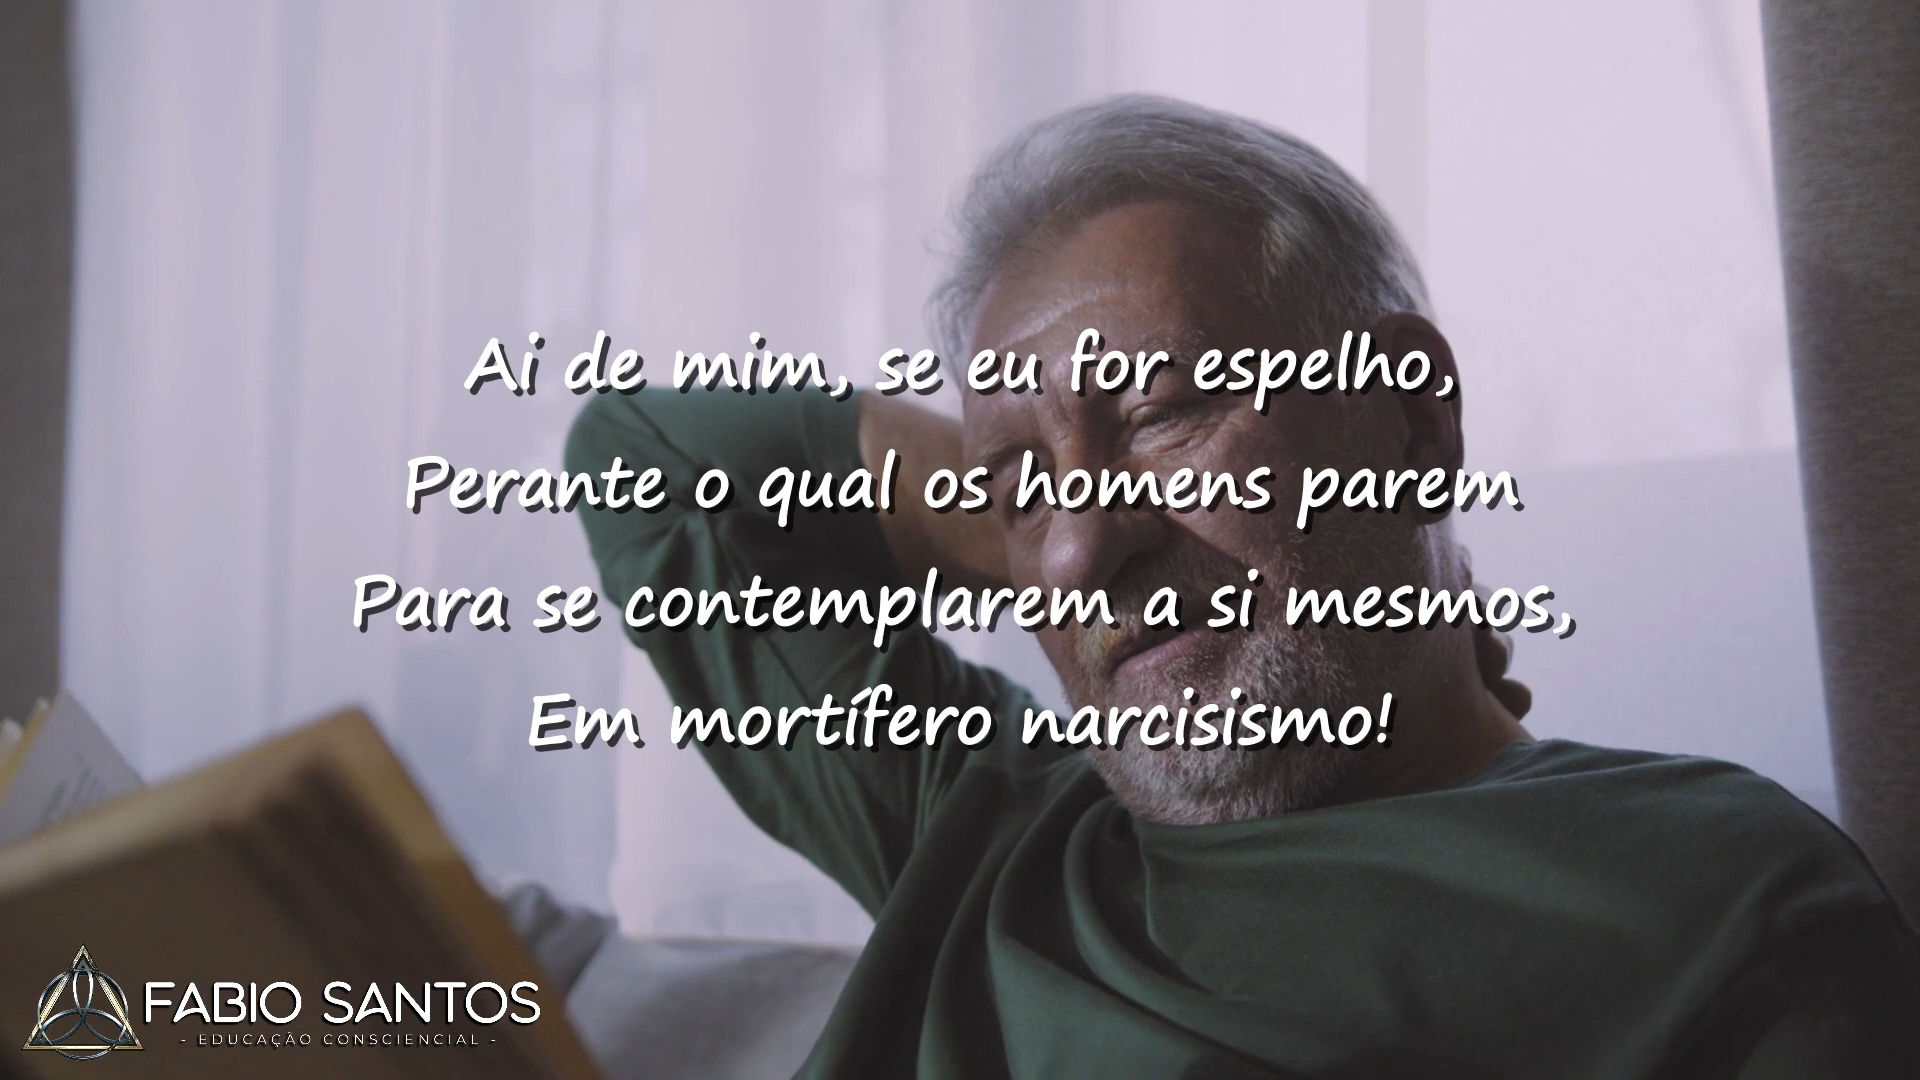 Ai de mim, se eu for espelho,
Perante o qual os homens parem
Para se contemplarem a si mesmos,
Em mortífero narcisismo!
FABIO SANTOS
- EDUCAÇÃO CONSCIENCIAL -